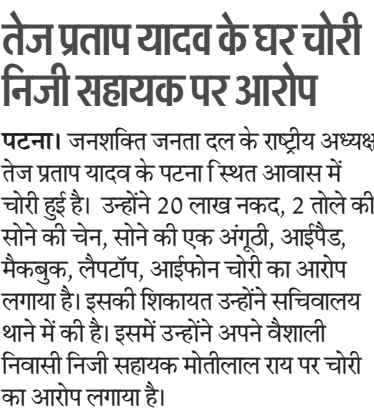 तेज प्रताप यादव के घर चोरी
निजी सहायक पर आरोप
पटना। जनशक्ति जनता दल के राष्ट्रीय अध्यक्ष
तेज प्रताप यादव के पटना स्थित आवास में
चोरी हुई है। उन्होंने 20 लाख नकद, 2 तोले की
सोने की चेन, सोने की एक अंगूठी, आईपैड,
मैकबुक, लैपटॉप, आईफोन चोरी का आरोप
लगाया है। इसकी शिकायत उन्होंने सचिवालय
थाने में की है। इसमें उन्होंने अपने वैशाली
निवासी निजी सहायक मोतीलाल राय पर चोरी
का आरोप लगाया है।